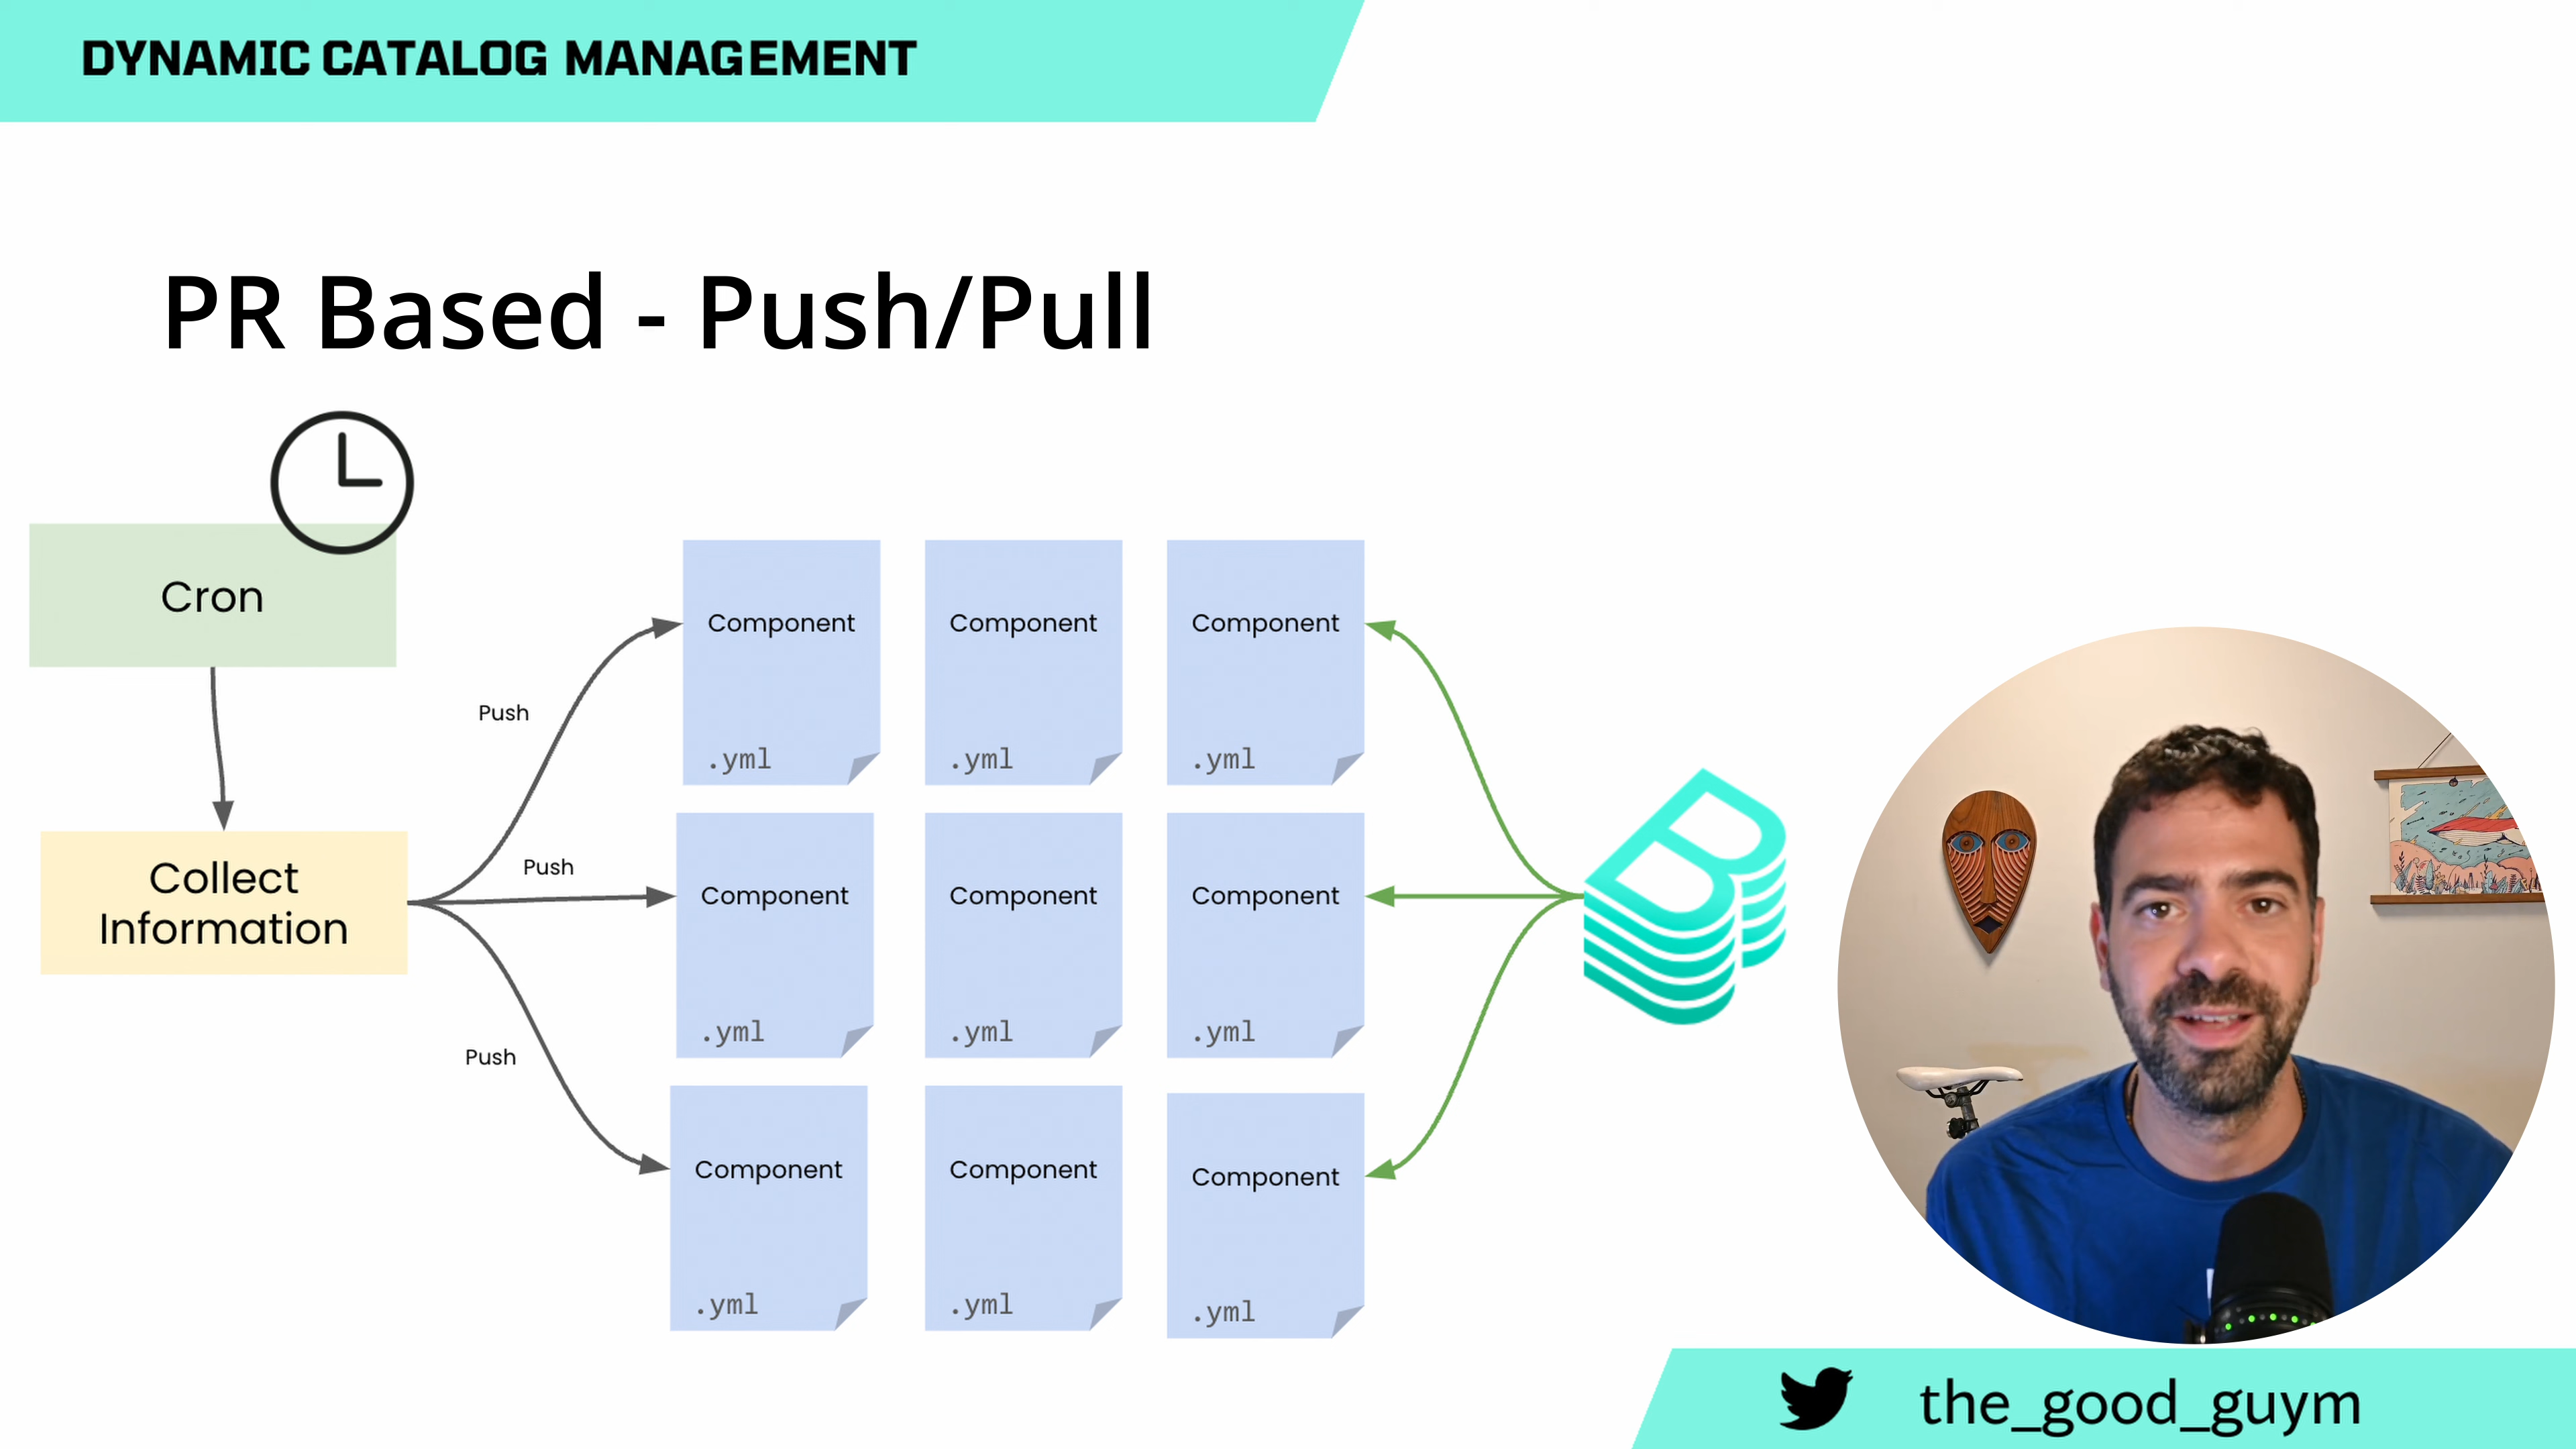 DYNAMIC CATALOG MANAGEMENT
PR Based - Push/Pull
Cron
Collect
Information
Push
Push
Push
Component
.yml
Component
.yml
Component
.yml
Component
.yml
Component
.yml
Component
.yml
Component
.yml
Component
.yml
Component
.yml
the_good_guym